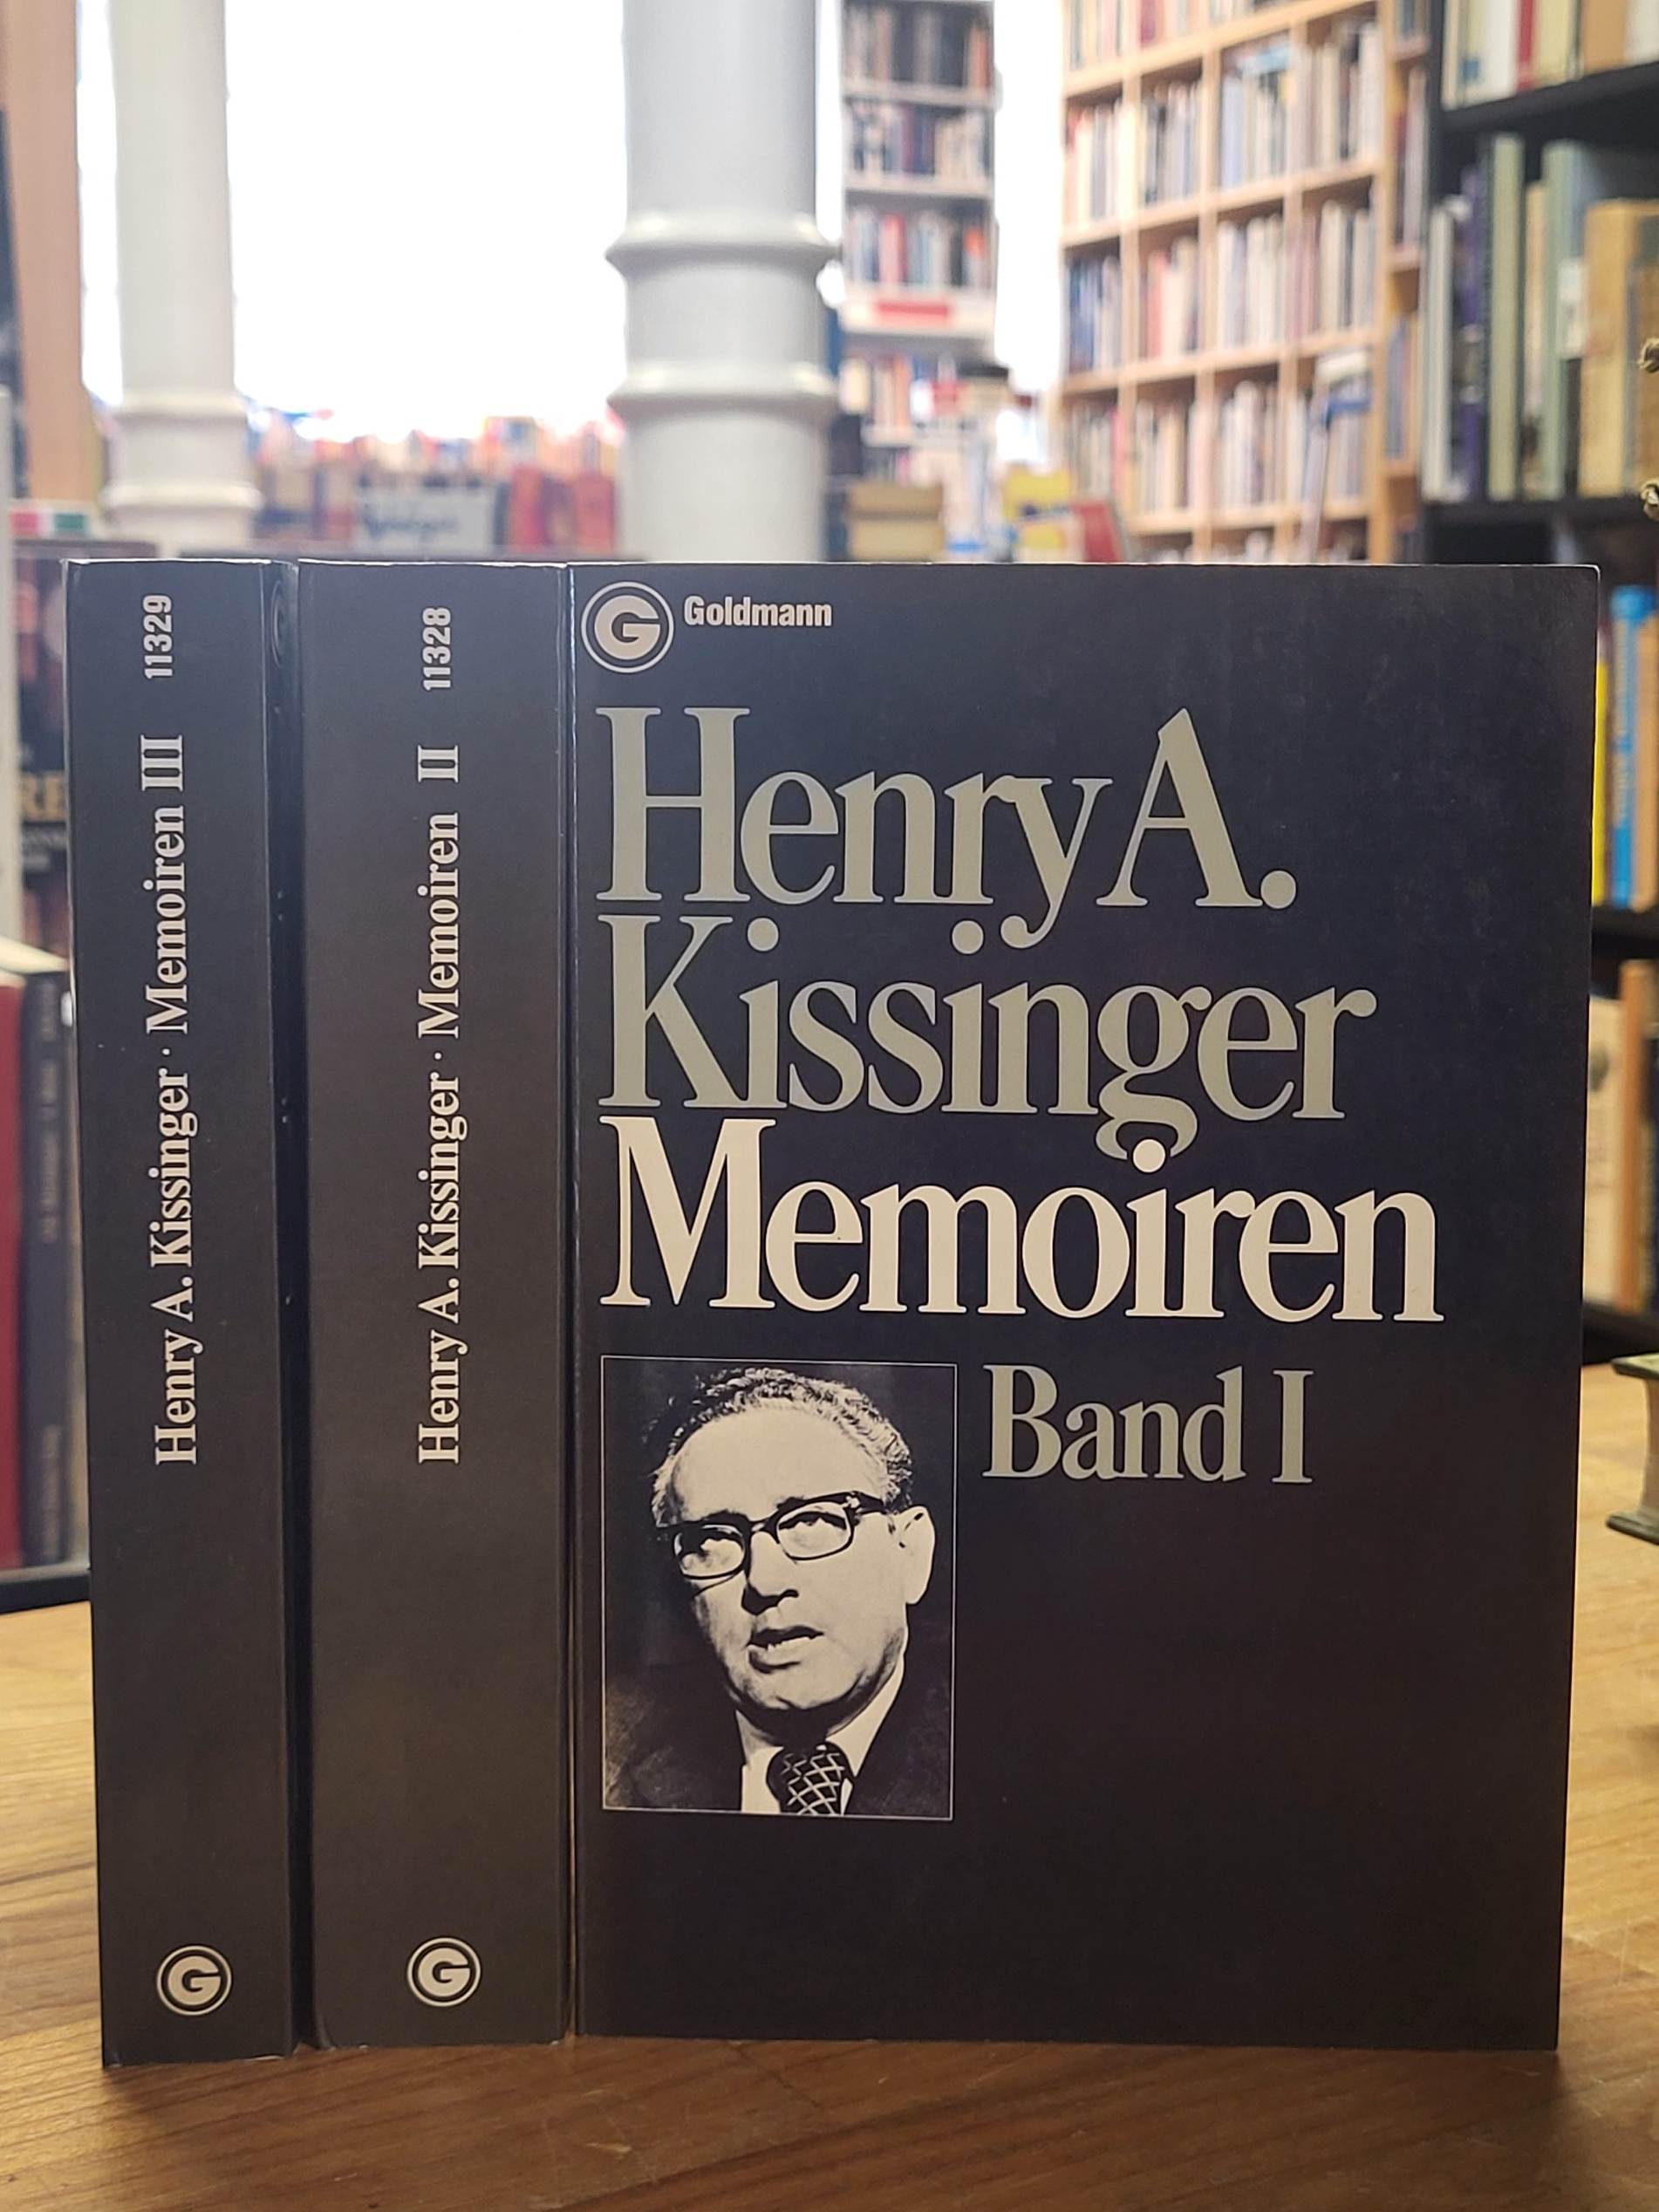 Henry A. Kissinger · Memoiren III 11329
G
Henry A. Kissinger · Memoiren II 11328
G
G Goldmann
Henry A.
Kissinger
Memoiren
Band I